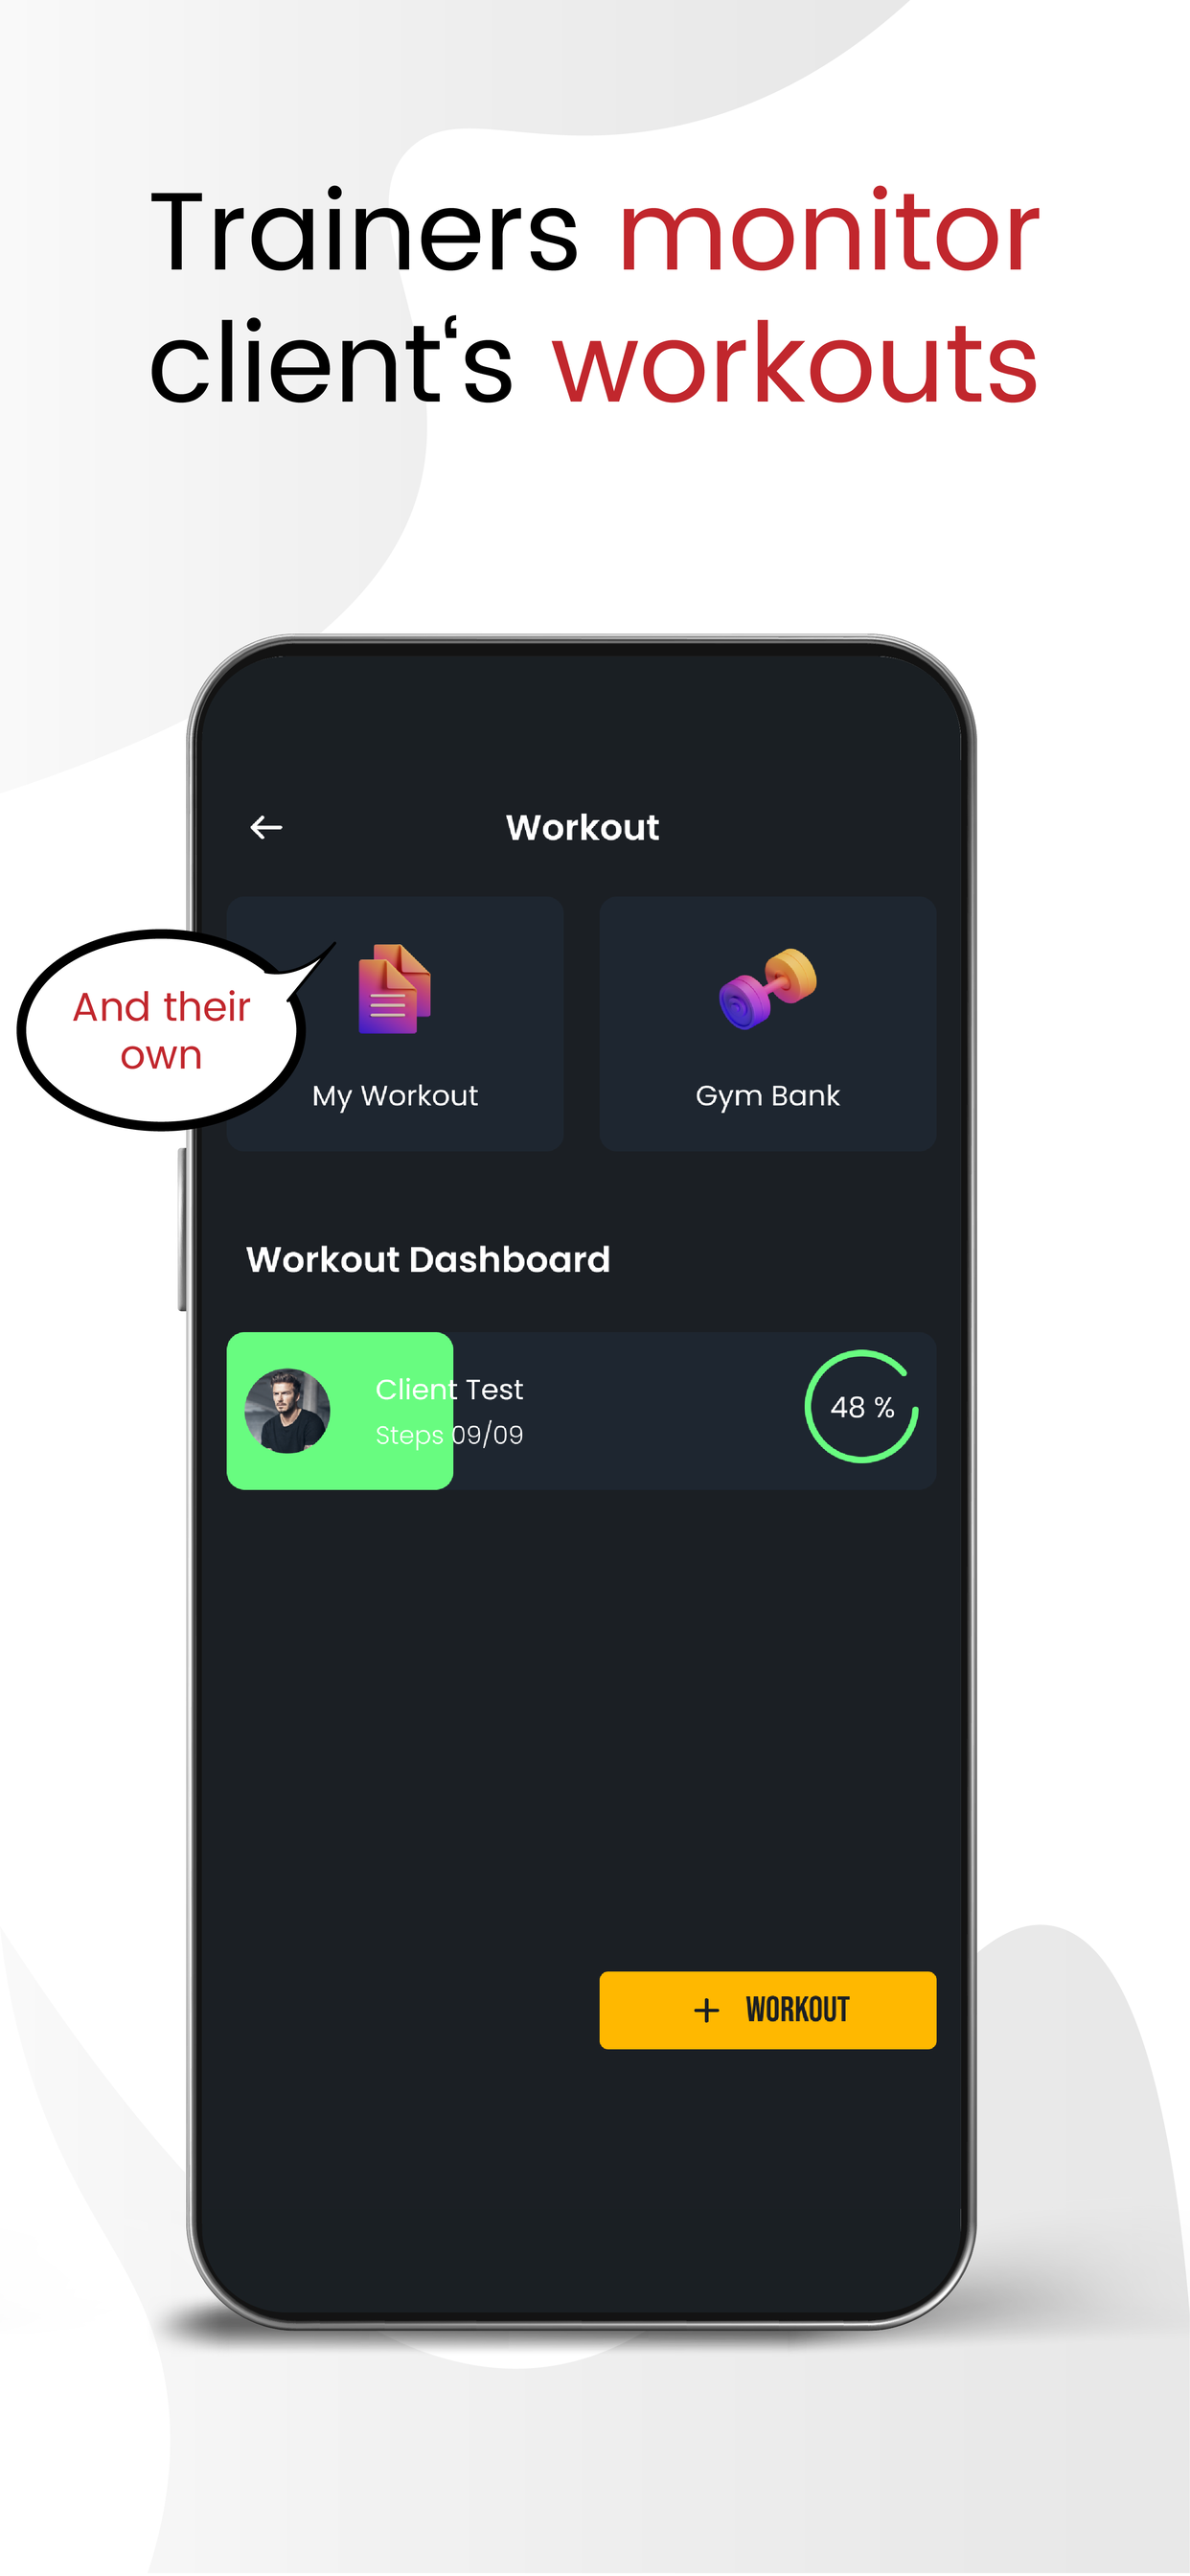 Trainers monitor
client‘s workouts
Workout
And their
own
My Workout
Gym Bank
Workout Dashboard
Client Test
Steps 09/09
48 %
+ WORKOUT